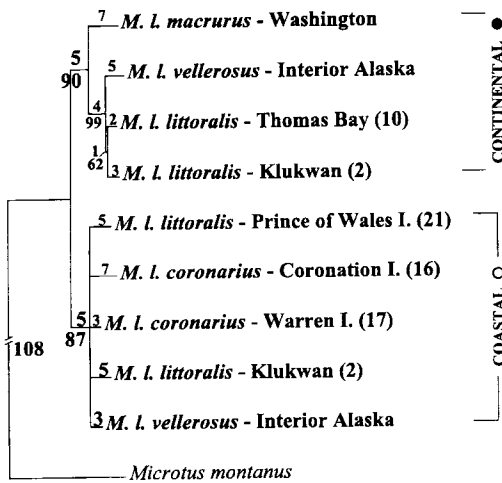 7 M. l. macrurus - Washington
5
90
5 M. l. vellerosus - Interior Alaska
4
99
2 M. l. littoralis - Thomas Bay (10)
1
62
3 M. l. littoralis - Klukwan (2)
CONTINENTAL
5 M. l. littoralis - Prince of Wales I. (21)
7 M. l. coronarius - Coronation I. (16)
5
87
3 M. l. coronarius - Warren I. (17)
108
5 M. l. littoralis - Klukwan (2)
3 M. l. vellerosus - Interior Alaska
COASTAL
Microtus montanus